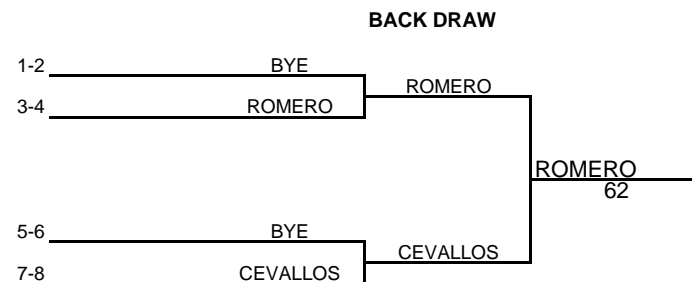 BACK DRAW
1-2 BYE
ROMERO
3-4 ROMERO
ROMERO
62
5-6 BYE
CEVALLOS
7-8 CEVALLOS